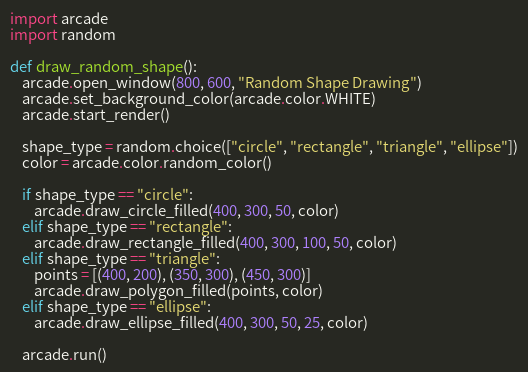 import arcade
import random
def draw_random_shape():
arcade.open_window(800, 600, "Random Shape Drawing")
arcade.set_background_color(arcade.color.WHITE)
arcade.start_render()
shape_type = random.choice(["circle", "rectangle", "triangle", "ellipse"])
color = arcade.color.random_color()
if shape_type == "circle":
arcade.draw_circle_filled(400, 300, 50, color)
elif shape_type == "rectangle":
arcade.draw_rectangle_filled(400, 300, 100, 50, color)
elif shape_type == "triangle":
points = [(400, 200), (350, 300), (450, 300)]
arcade.draw_polygon_filled(points, color)
elif shape_type == "ellipse":
arcade.draw_ellipse_filled(400, 300, 50, 25, color)
arcade.run()